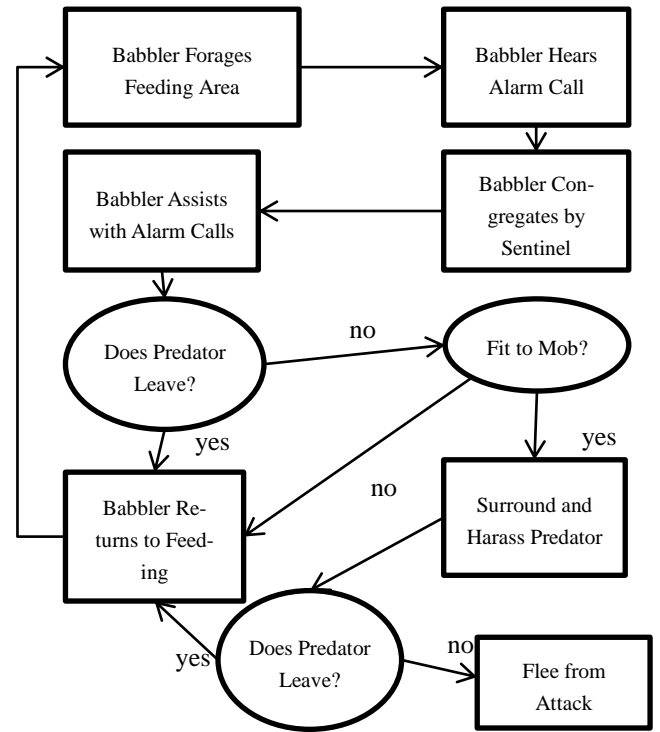 Babbler Forages
Feeding Area
Babbler Hears
Alarm Call
Babbler Con-
gregates by
Sentinel
Babbler Assists
with Alarm Calls
Does Predator
Leave?
no
Fit to Mob?
yes
yes
Babbler Re-
turns to Feed-
ing
no
Surround and
Harass Predator
Does Predator
Leave?
yes
no
Flee from
Attack